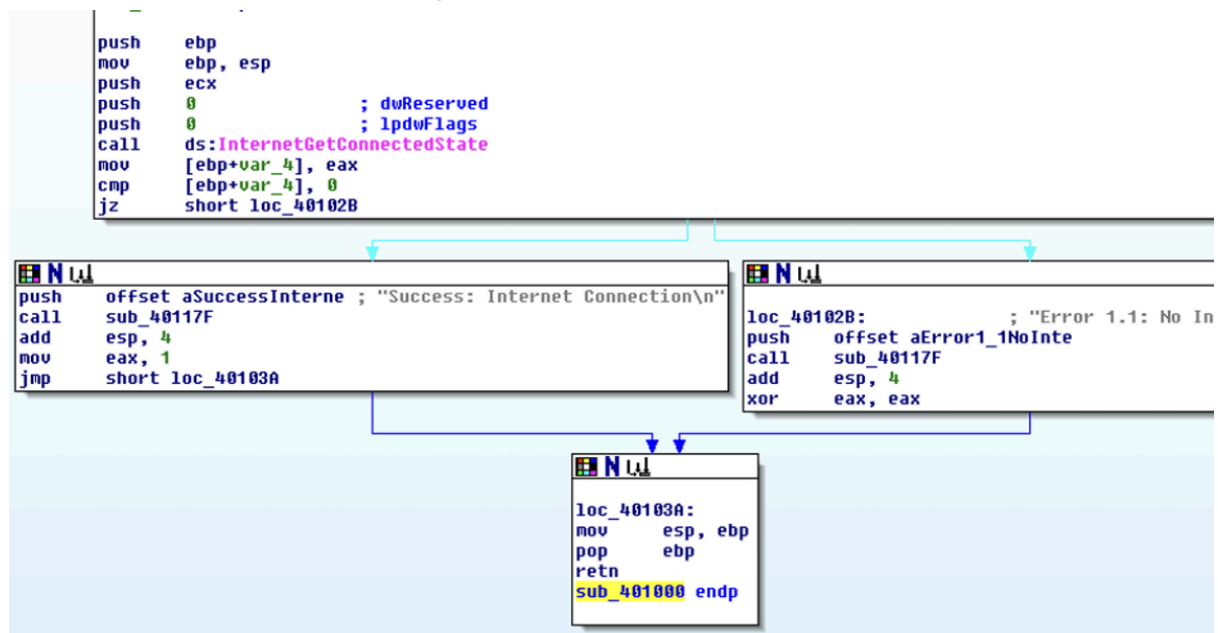 push ebp
mov ebp, esp
push ecx
push 0 ; dwReserved
push 0 ; lpdwFlags
call ds:InternetGetConnectedState
mov [ebp+var_4], eax
cmp [ebp+var_4], 0
jz short loc_40102B
push offset aSuccessInterne ; "Success: Internet Connection\n"
call sub_40117F
add esp, 4
mov eax, 1
jmp short loc_40103A
loc_40102B: ; "Error 1.1: No In
push offset aError1_1NoInte
call sub_40117F
add esp, 4
xor eax, eax
loc_40103A:
mov esp, ebp
pop ebp
retn
sub_401000 endp